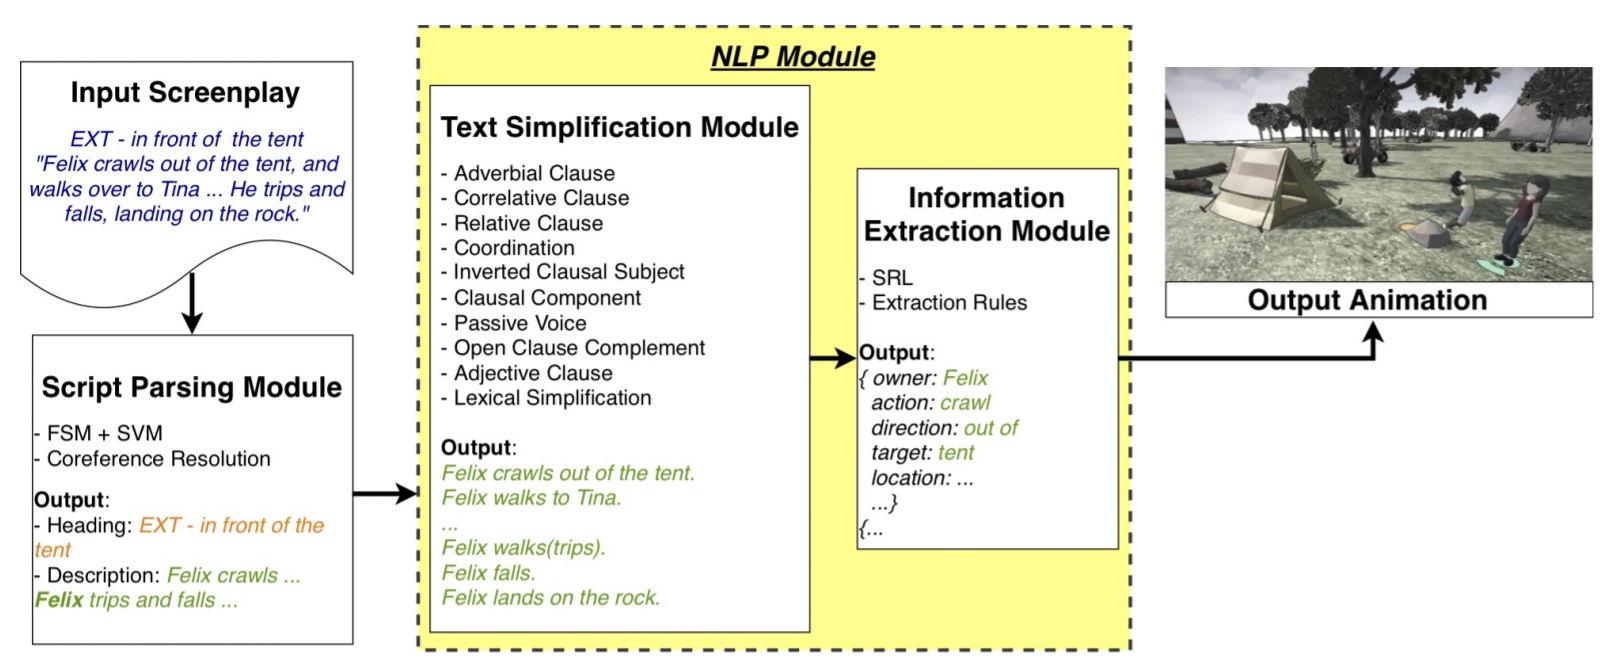 Input Screenplay
EXT - in front of the tent
"Felix crawls out of the tent, and
walks over to Tina ... He trips and
falls, landing on the rock."
Script Parsing Module
- FSM + SVM
- Coreference Resolution
Output:
- Heading: EXT - in front of the
tent
- Description: Felix crawls ...
Felix trips and falls ...
NLP Module
Text Simplification Module
- Adverbial Clause
- Correlative Clause
- Relative Clause
- Coordination
- Inverted Clausal Subject
- Clausal Component
- Passive Voice
- Open Clause Complement
- Adjective Clause
- Lexical Simplification
Output:
Felix crawls out of the tent.
Felix walks to Tina.
...
Felix walks(trips).
Felix falls.
Felix lands on the rock.
Information
Extraction Module
- SRL
- Extraction Rules
Output:
{ owner: Felix
action: crawl
direction: out of
target: tent
location: ...
...}
{...
Output Animation